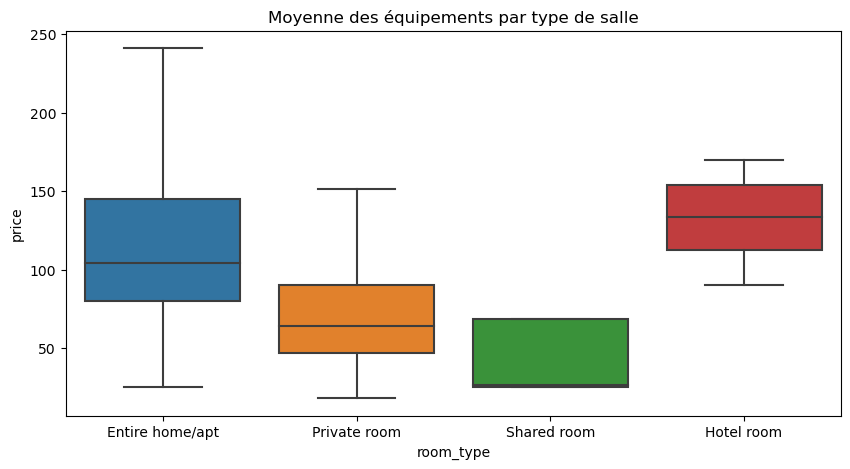 Moyenne des équipements par type de salle
250
200
150
100
50
price
Entire home/apt
Private room
Shared room
Hotel room
room_type